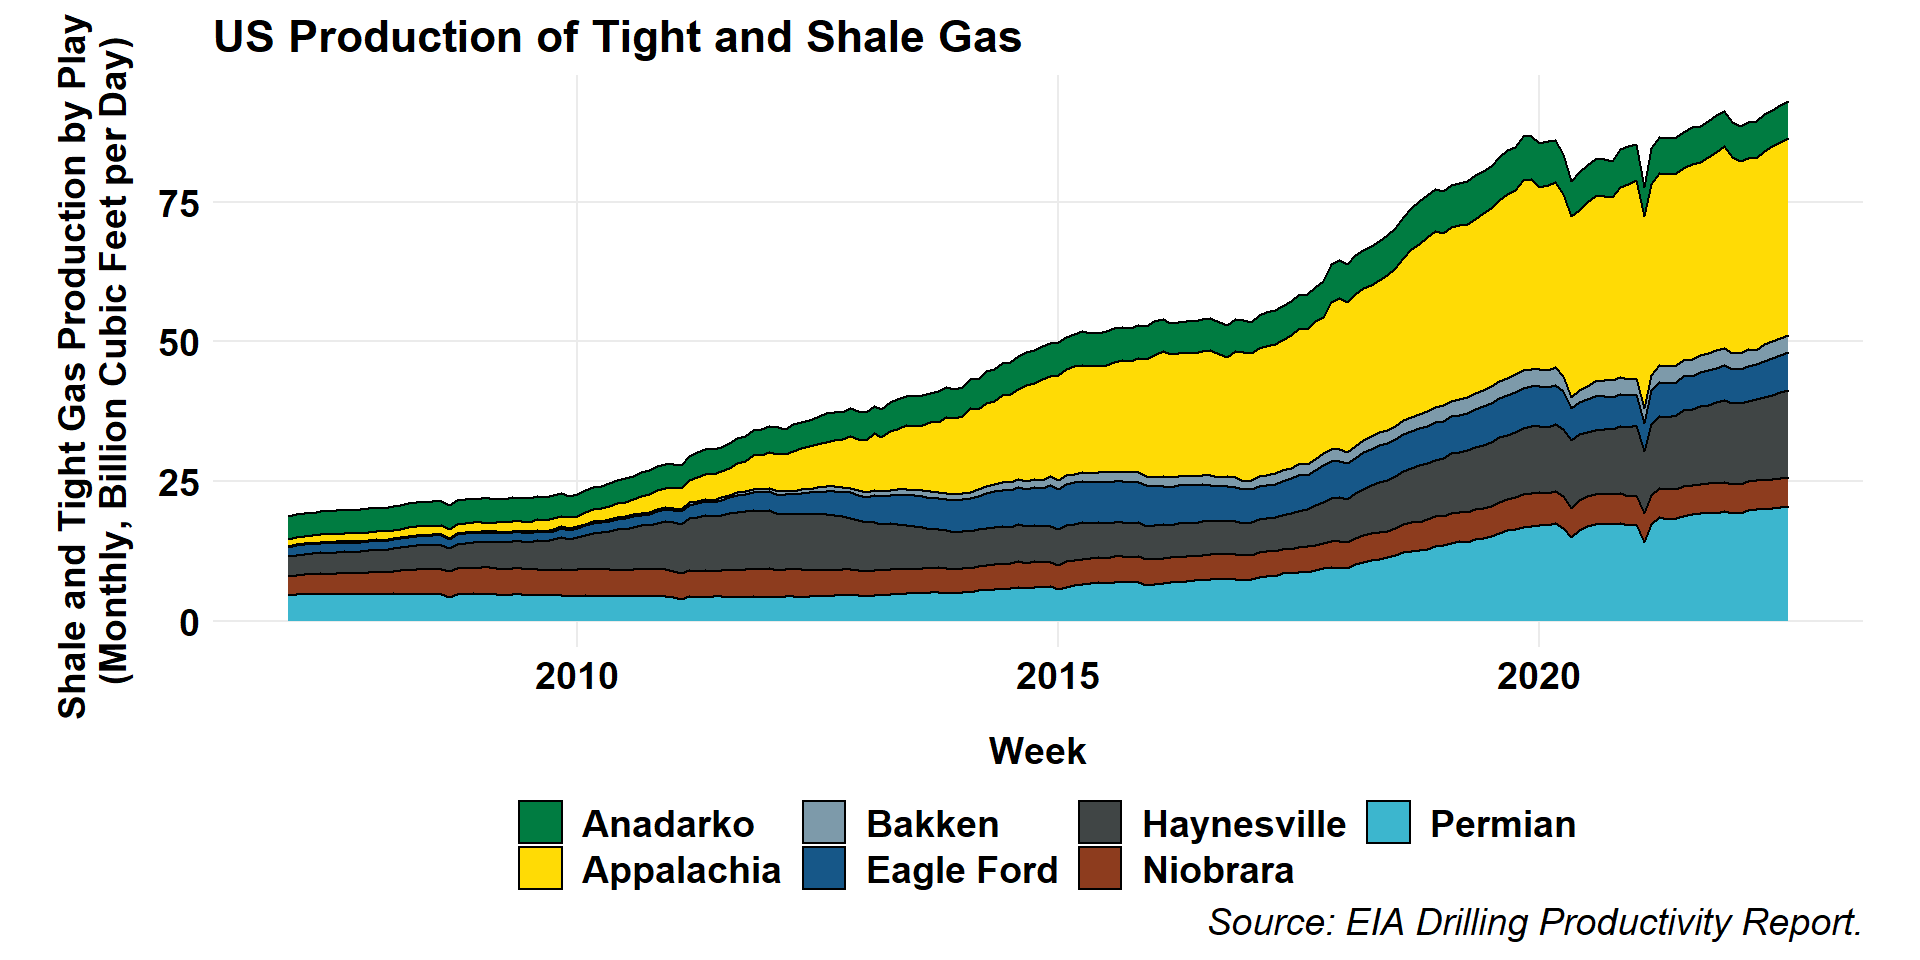 US Production of Tight and Shale Gas
Shale and Tight Gas Production by Play
(Monthly, Billion Cubic Feet per Day)
75
50
25
0
2010
2015
2020
Week
Anadarko
Bakken
Haynesville
Permian
Appalachia
Eagle Ford
Niobrara
Source: EIA Drilling Productivity Report.